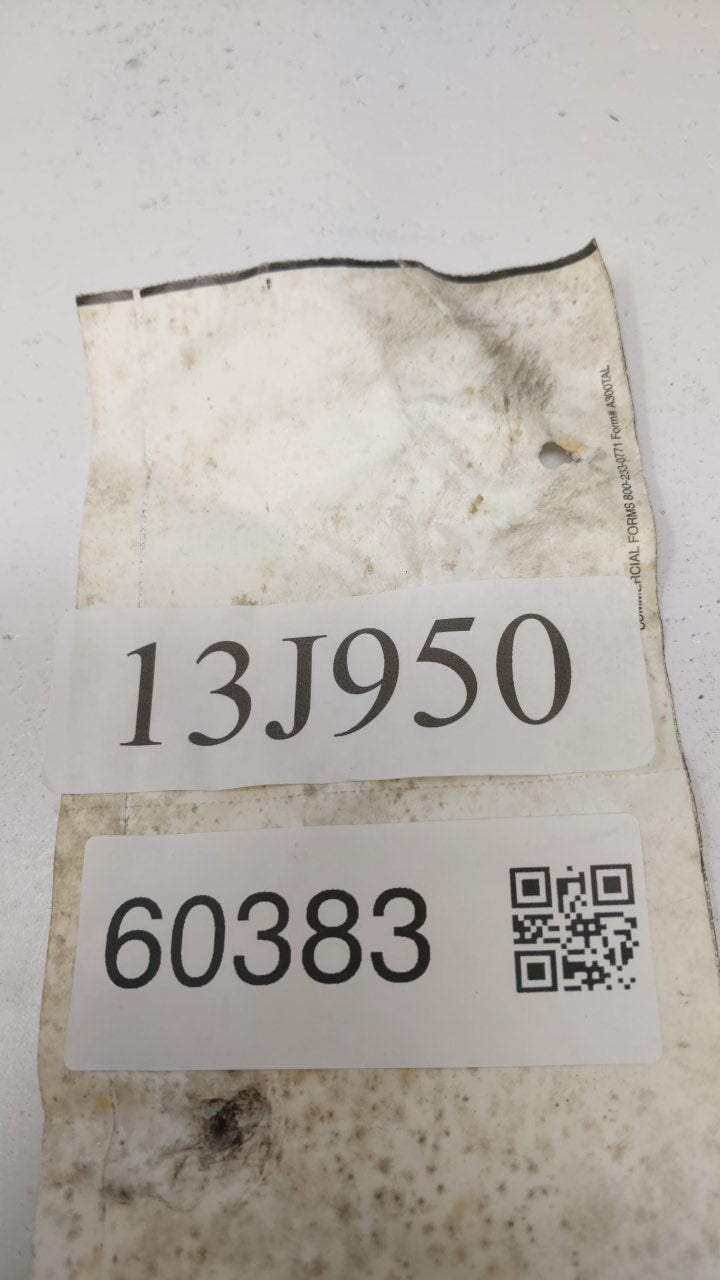 COMMERCIAL FORMS 800-233-0771 Form# A300TAL
13J950
60383